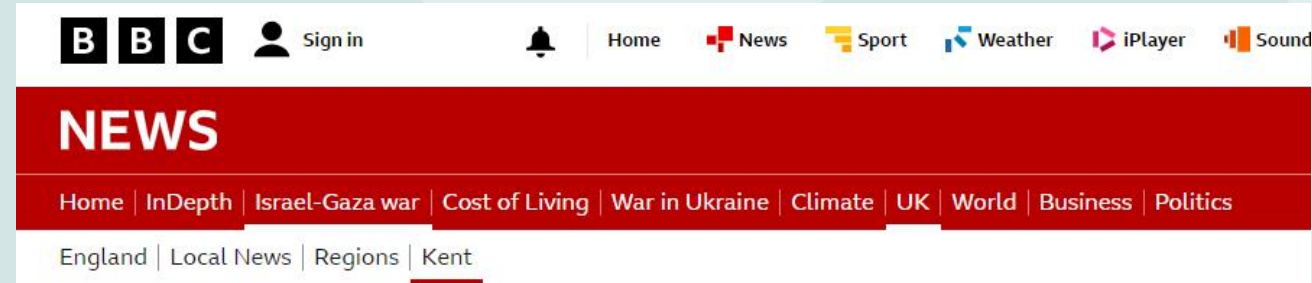 BBC Sign in Home News Sport Weather iPlayer Sound
NEWS
Home | InDepth | Israel-Gaza war | Cost of Living | War in Ukraine | Climate | UK | World | Business | Politics
England | Local News | Regions | Kent